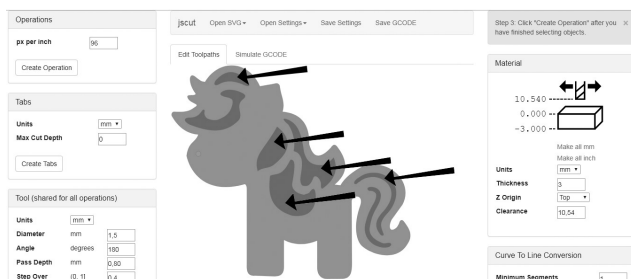 Operations
px per inch 96
Create Operation
Tabs
Units mm
Max Cut Depth 0
Create Tabs
Tool (shared for all operations)
Units mm
Diameter mm 1,5
Angle degrees 180
Pass Depth mm 0,80
Step Over (0, 1] 0,4
jscut Open SVG Open Settings Save Settings Save GCODE
Edit Toolpaths Simulate GCODE
Step 3: Click "Create Operation" after you ×
have finished selecting objects.
Material
10.540
0.000
-3.000
Make all mm
Make all inch
Units mm
Thickness 3
Z Origin Top
Clearance 10,54
Curve To Line Conversion
Minimum Segments